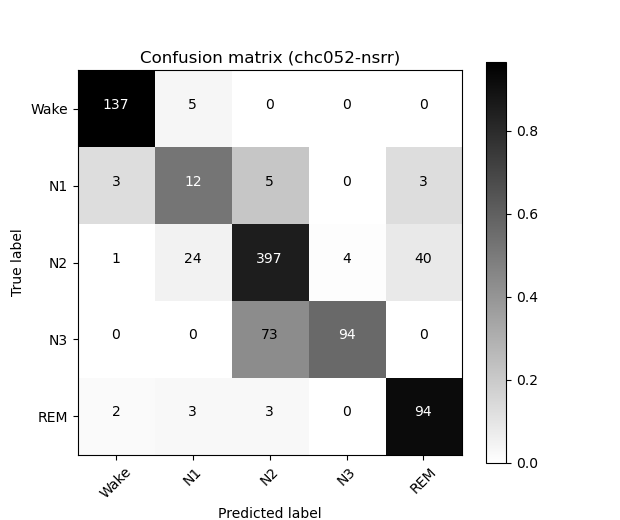 Confusion matrix (chc052-nsrr)
Wake 137 5 0 0 0
N1 3 12 5 0 3
N2 1 24 397 4 40
N3 0 0 73 94 0
REM 2 3 3 0 94
Wake N1 N2 N3 REM
Predicted label
True label
0.8
0.6
0.4
0.2
0.0